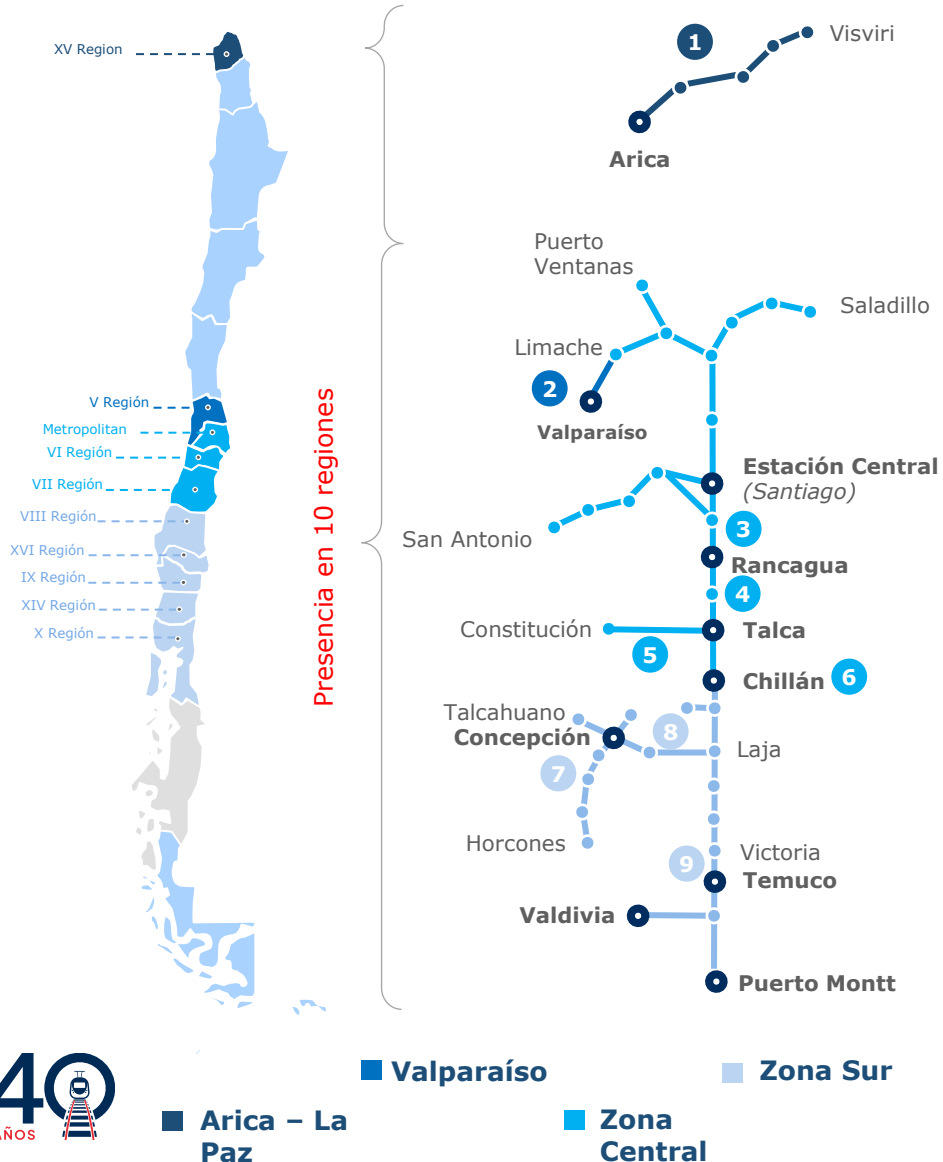 XV Region
V Región
Metropolitan
VI Región
VII Región
VIII Región
XVI Región
IX Región
XIV Región
X Región
Presencia en 10 regiones
1
Visviri
Arica
Puerto
Ventanas
Saladillo
Limache
2
Valparaíso
Estación Central
(Santiago)
San Antonio
3
Rancagua
4
Constitución
Talca
5
Chillán
6
Talcahuano
Concepción
8
Laja
7
Horcones
Victoria
9
Temuco
Valdivia
Puerto Montt
40
AÑOS
Valparaíso
Zona Sur
Arica – La
Paz
Zona
Central